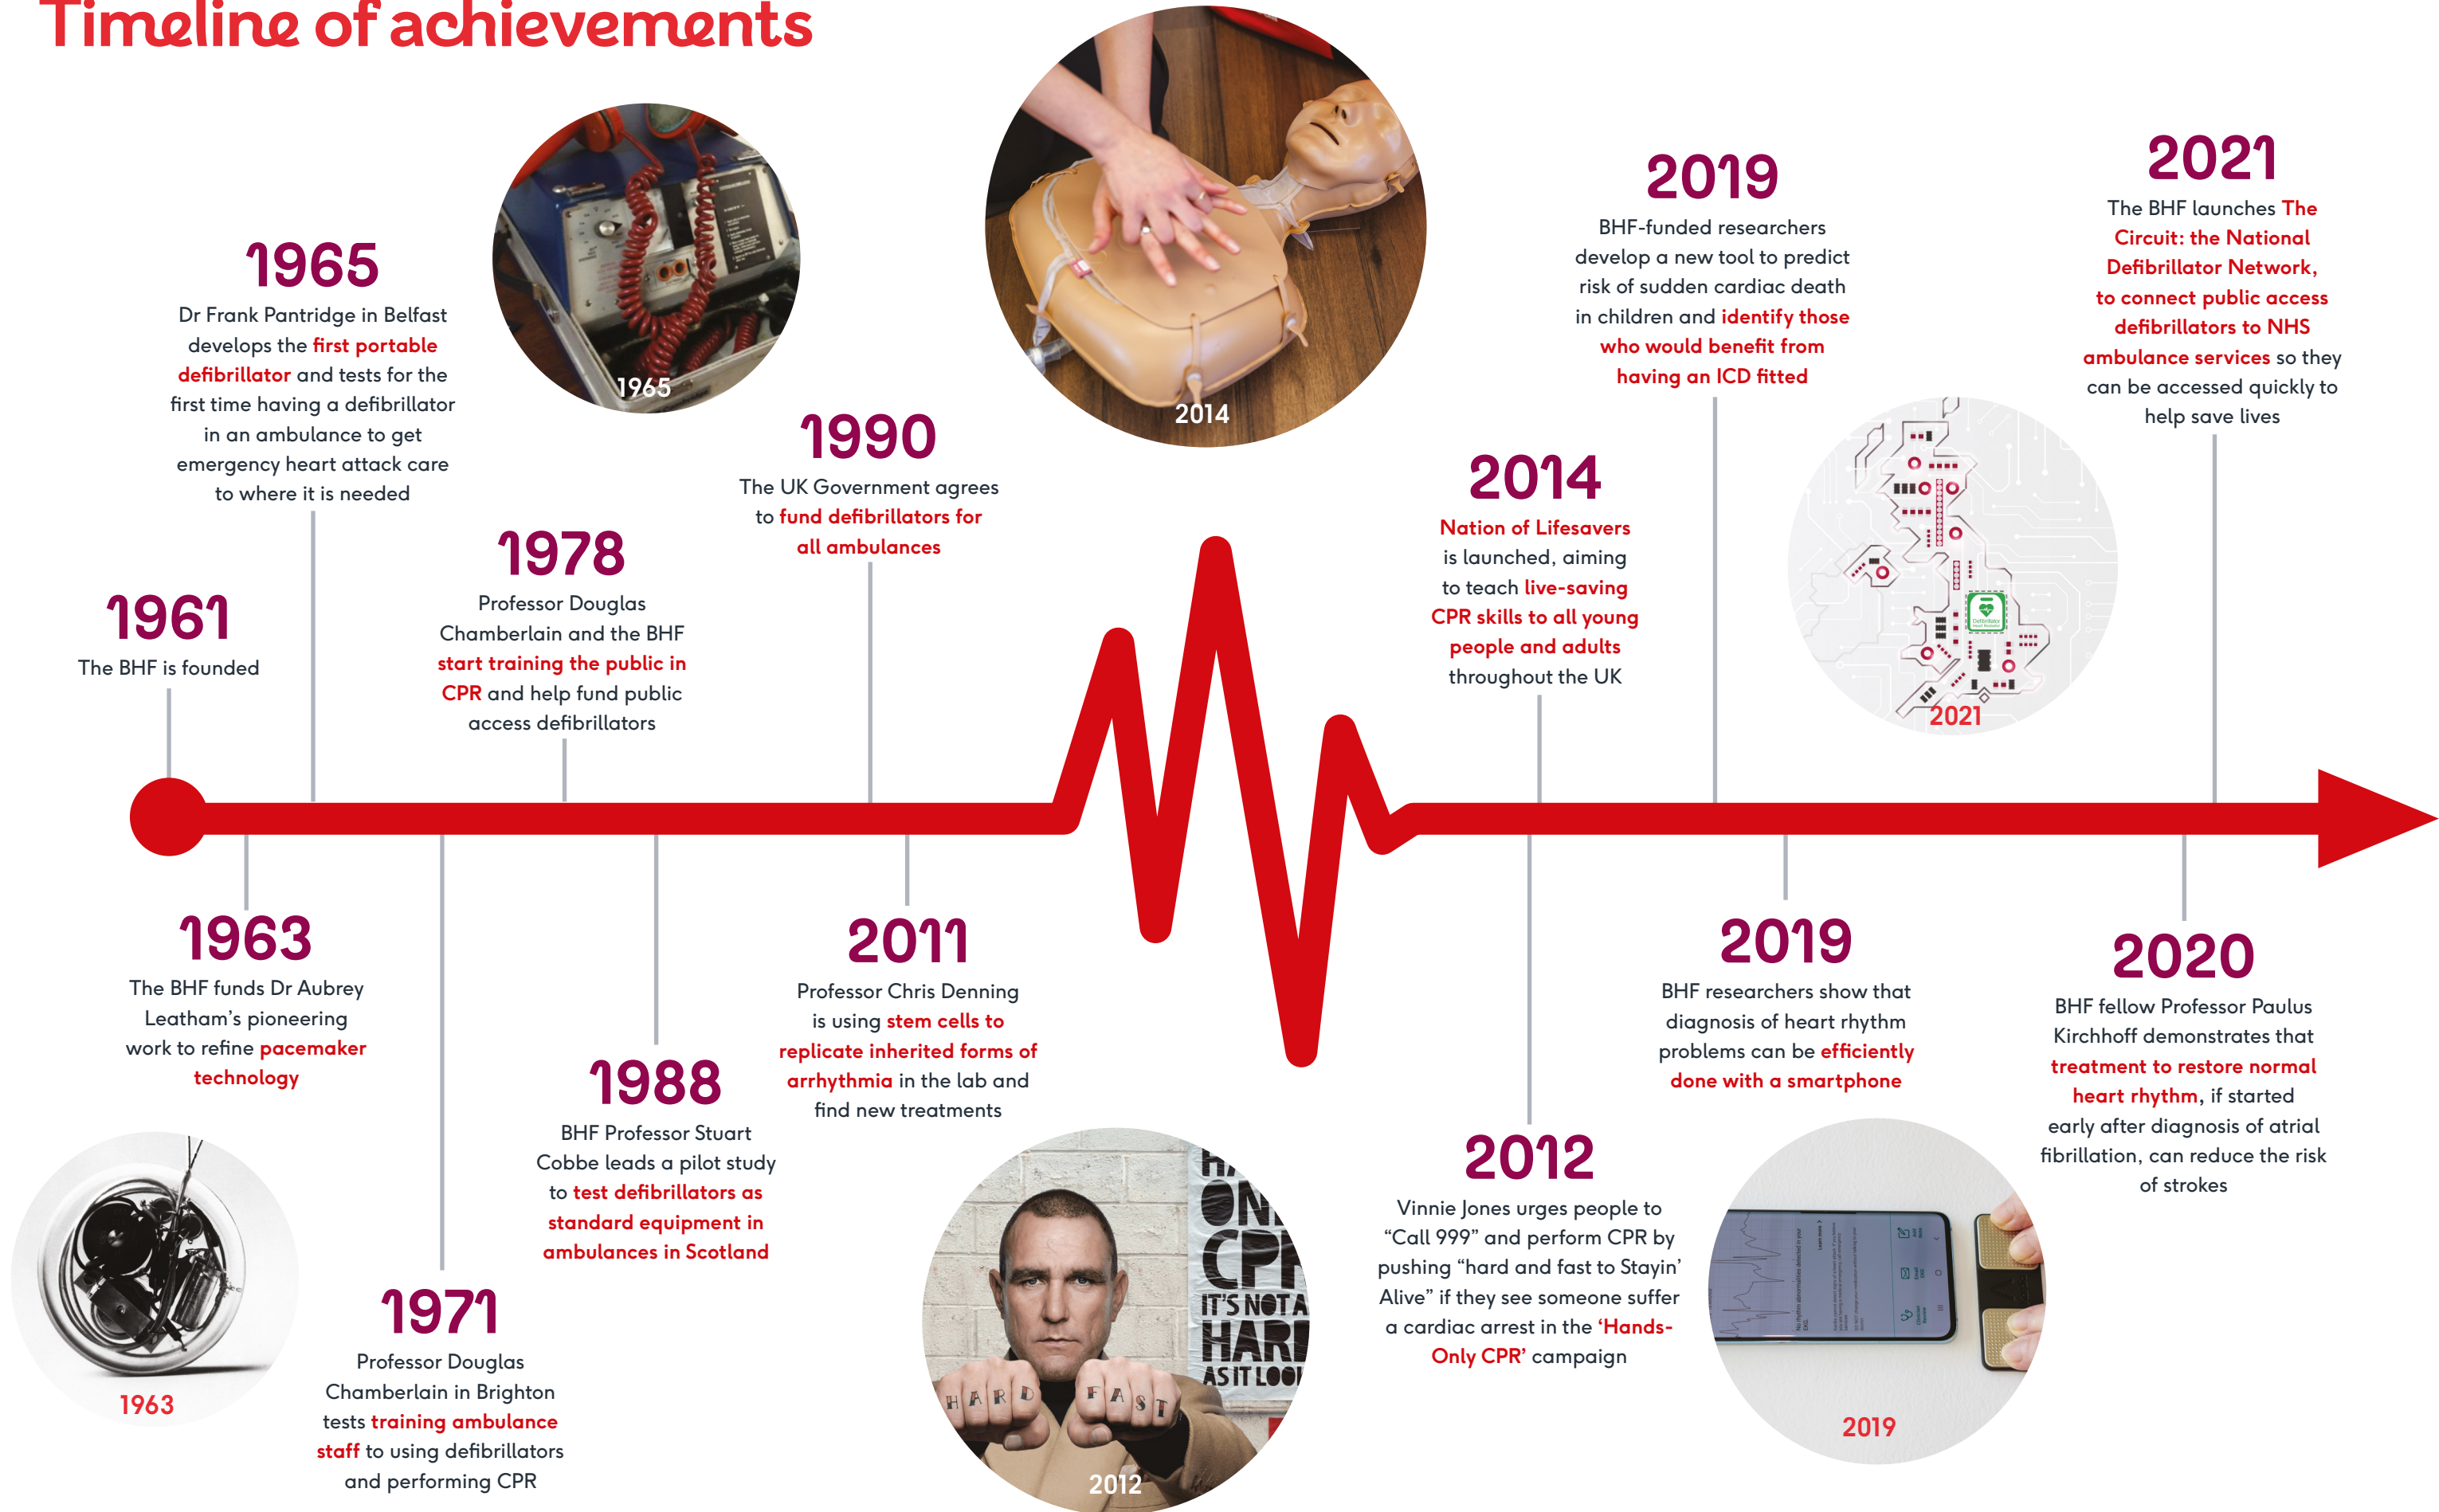 Timeline of achievements
1961
The BHF is founded
1963
The BHF funds Dr Aubrey
Leatham's pioneering
work to refine pacemaker
technology
1963
1965
Dr Frank Pantridge in Belfast
develops the first portable
defibrillator and tests for the
first time having a defibrillator
in an ambulance to get
emergency heart attack care
to where it is needed
1965
1971
Professor Douglas
Chamberlain in Brighton
tests training ambulance
staff to using defibrillators
and performing CPR
1978
Professor Douglas
Chamberlain and the BHF
start training the public in
CPR and help fund public
access defibrillators
1988
BHF Professor Stuart
Cobbe leads a pilot study
to test defibrillators as
standard equipment in
ambulances in Scotland
1990
The UK Government agrees
to fund defibrillators for
all ambulances
2011
Professor Chris Denning
is using stem cells to
replicate inherited forms of
arrhythmia in the lab and
find new treatments
2012
Vinnie Jones urges people to
“Call 999” and perform CPR by
pushing “hard and fast to Stayin’
Alive” if they see someone suffer
a cardiac arrest in the ‘Hands-
Only CPR’ campaign
CPR
IT'S NOT A
HARD
AS IT LOO
HARD FAST
2012
2014
Nation of Lifesavers
is launched, aiming
to teach live-saving
CPR skills to all young
people and adults
throughout the UK
2014
2019
BHF-funded researchers
develop a new tool to predict
risk of sudden cardiac death
in children and identify those
who would benefit from
having an ICD fitted
2019
BHF researchers show that
diagnosis of heart rhythm
problems can be efficiently
done with a smartphone
2019
2020
BHF fellow Professor Paulus
Kirchhoff demonstrates that
treatment to restore normal
heart rhythm, if started
early after diagnosis of atrial
fibrillation, can reduce the risk
of strokes
2021
The BHF launches The
Circuit: the National
Defibrillator Network,
to connect public access
defibrillators to NHS
ambulance services so they
can be accessed quickly to
help save lives
Defibrillator
2021